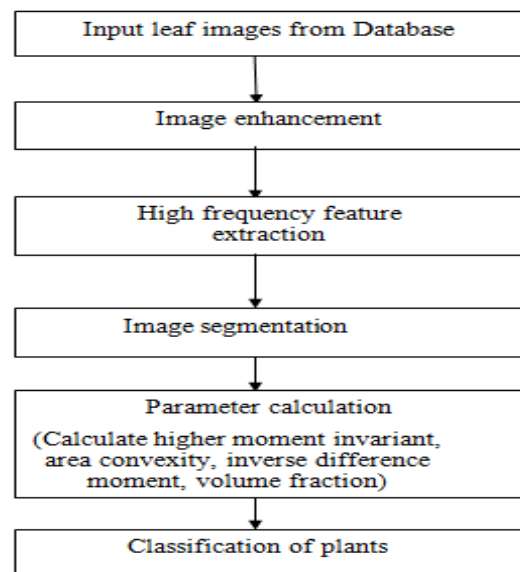 Input leaf images from Database
Image enhancement
High frequency feature
extraction
Image segmentation
Parameter calculation
(Calculate higher moment invariant,
area convexity, inverse difference
moment, volume fraction)
Classification of plants